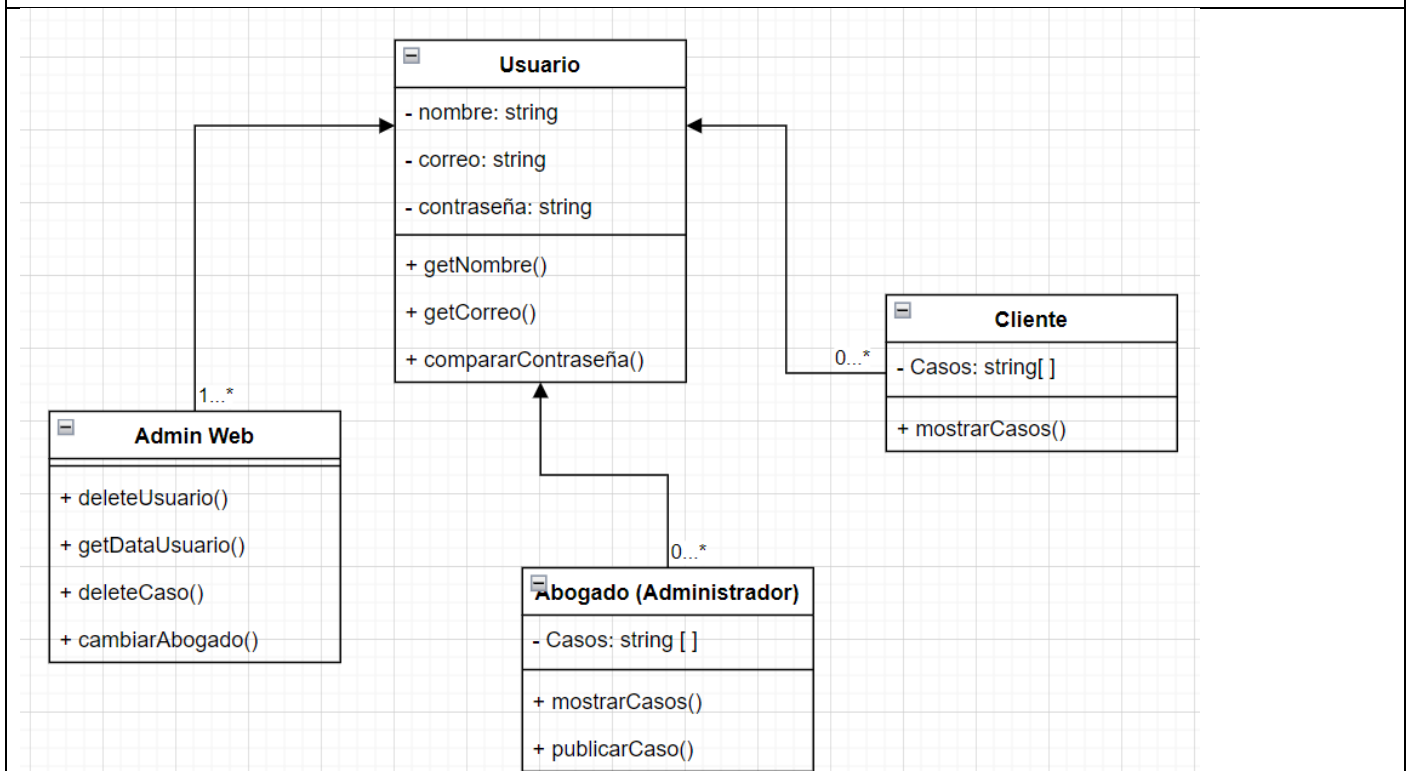 Usuario
- nombre: string
- correo: string
- contraseña: string
+ getNombre()
+ getCorreo()
+ compararContraseña()
Cliente
0...*
- Casos: string[ ]
+ mostrarCasos()
1...*
Admin Web
+ deleteUsuario()
+ getDataUsuario()
+ deleteCaso()
+ cambiarAbogado()
0...*
Abogado (Administrador)
- Casos: string [ ]
+ mostrarCasos()
+ publicarCaso()